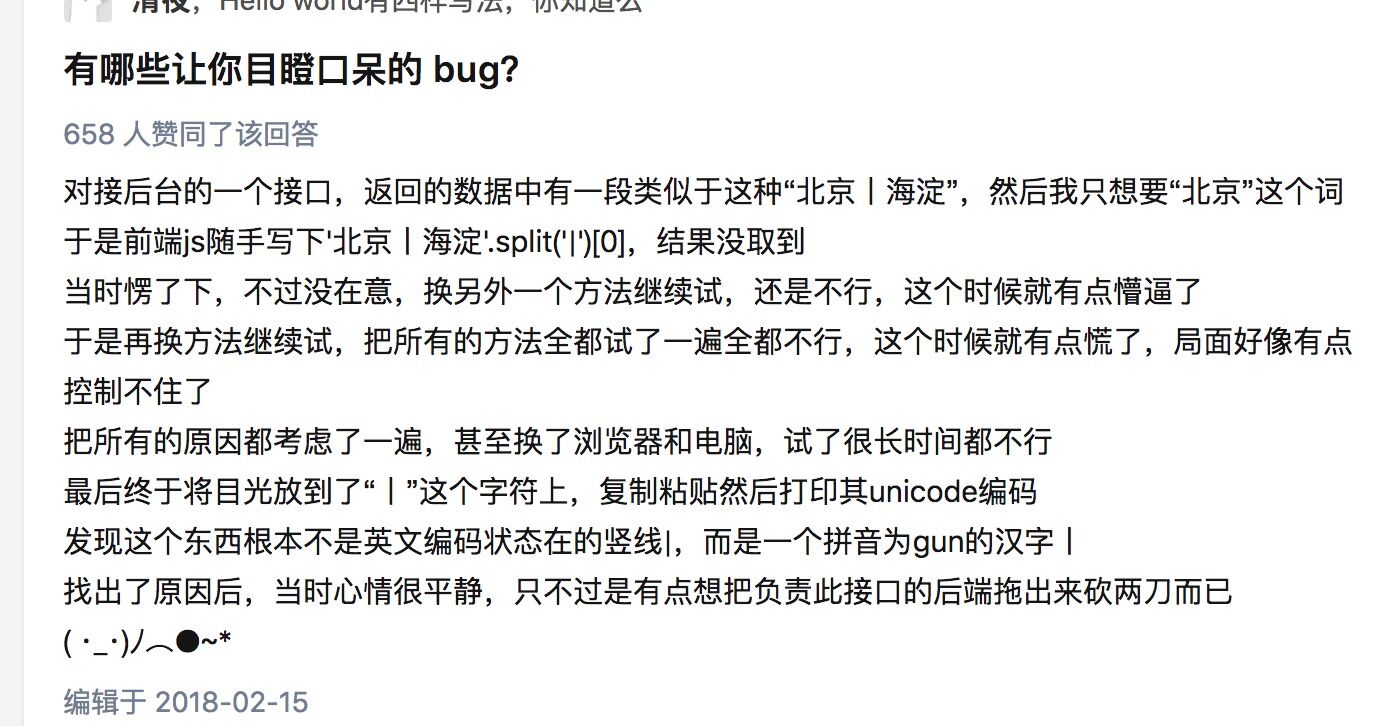 清夜，Hello world有四样写法，你知道么
有哪些让你目瞪口呆的 bug?
658 人赞同了该回答
对接后台的一个接口，返回的数据中有一段类似于这种“北京丨海淀”，然后我只想要“北京”这个词
于是前端js随手写下'北京丨海淀'.split('|')[0]，结果没取到
当时愣了下，不过没在意，换另外一个方法继续试，还是不行，这个时候就有点懵逼了
于是再换方法继续试，把所有的方法全都试了一遍全都不行，这个时候就有点慌了，局面好像有点
控制不住了
把所有的原因都考虑了一遍，甚至换了浏览器和电脑，试了很长时间都不行
最后终于将目光放到了“丨”这个字符上，复制粘贴然后打印其unicode编码
发现这个东西根本不是英文编码状态在的竖线|，而是一个拼音为gun的汉字丨
找出了原因后，当时心情很平静，只不过是有点想把负责此接口的后端拖出来砍两刀而已
( ･_･)ﾉ⌒●~*
编辑于 2018-02-15